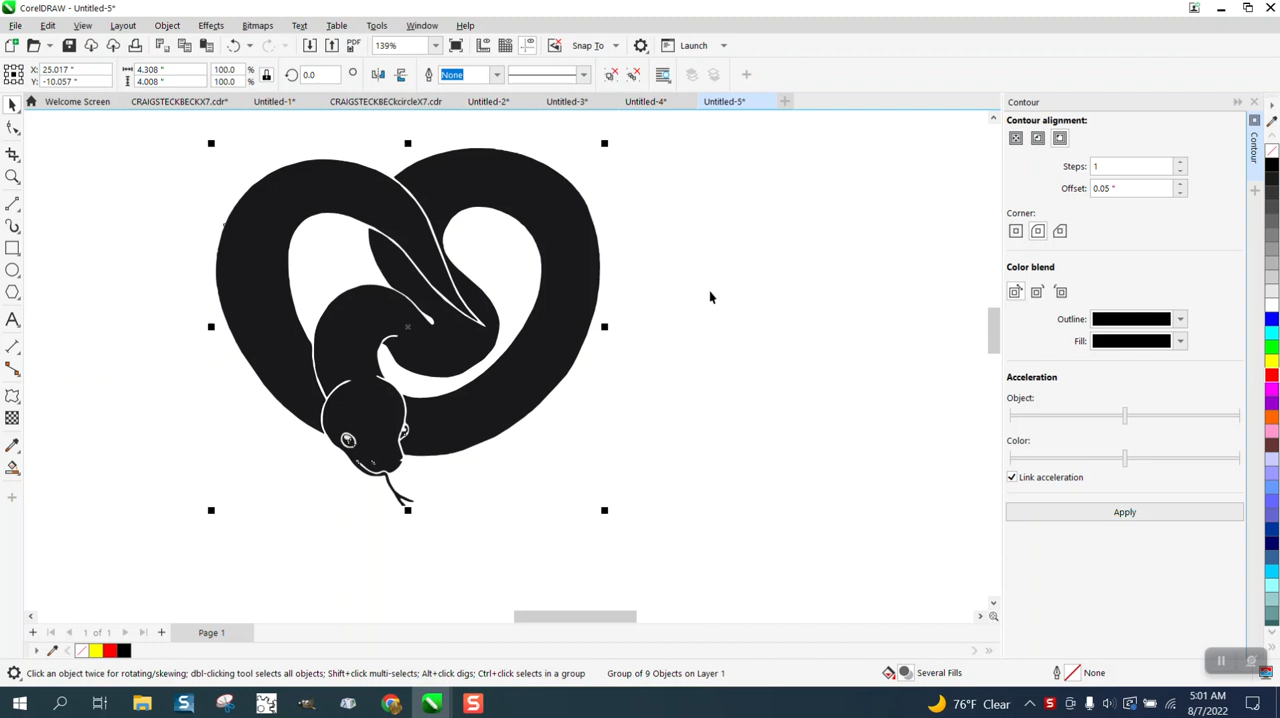 CorelDRAW - Untitled-5*
File Edit View Layout Object Effects Bitmaps Text Table Tools Window Help
PDF 139% Snap To Launch
X: 25.017 " 4.308 " 100.0 % 0.0 ° None
Y: -10.057 " 4.008 " 100.0 %
Welcome Screen CRAIGSTECKBECKX7.cdr* Untitled-1* CRAIGSTECKBECkcircleX7.cdr Untitled-2* Untitled-3* Untitled-4* Untitled-5*
Contour
Contour alignment:
Contour
Steps: 1
Offset: 0.05 "
Corner:
Color blend
Outline:
Fill:
Acceleration
Object:
Color:
Link acceleration
Apply
1 of 1 Page 1
Click an object twice for rotating/skewing; dbl-clicking tool selects all objects; Shift+click multi-selects; Alt+click digs; Ctrl+click selects in a group Group of 9 Objects on Layer 1 Several Fills None
76°F Clear 5:01 AM
8/7/2022